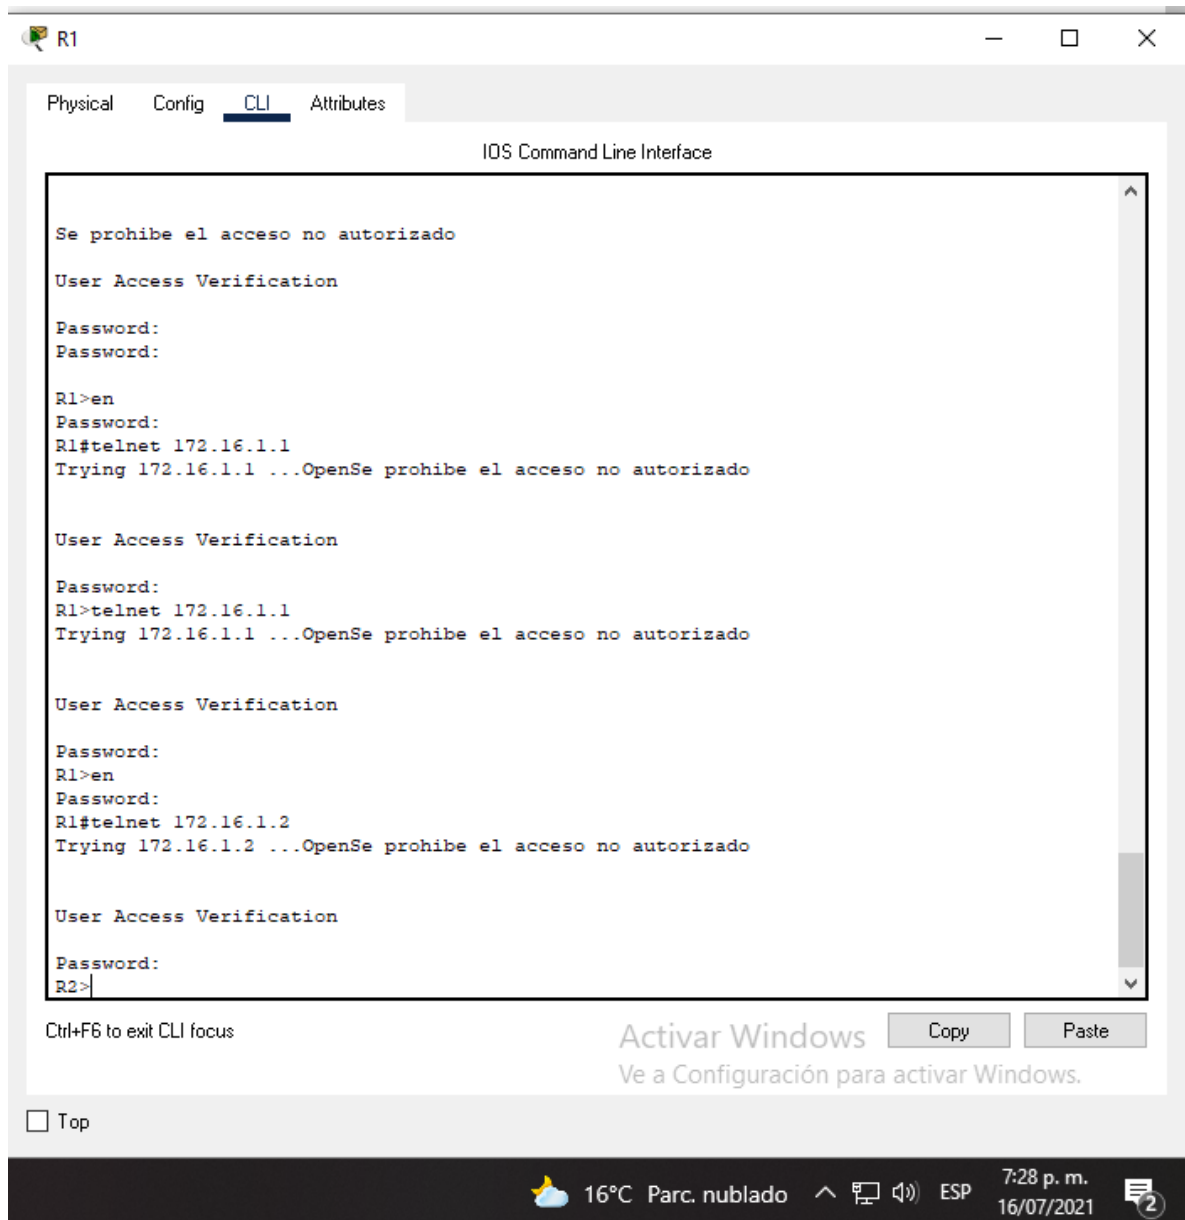 R1
Physical Config CLI Attributes
IOS Command Line Interface
Se prohibe el acceso no autorizado
User Access Verification
Password:
Password:
R1>en
Password:
R1#telnet 172.16.1.1
Trying 172.16.1.1 ...OpenSe prohibe el acceso no autorizado
User Access Verification
Password:
R1>telnet 172.16.1.1
Trying 172.16.1.1 ...OpenSe prohibe el acceso no autorizado
User Access Verification
Password:
R1>en
Password:
R1#telnet 172.16.1.2
Trying 172.16.1.2 ...OpenSe prohibe el acceso no autorizado
User Access Verification
Password:
R2>
Ctrl+F6 to exit CLI focus
Activar Windows
Copy Paste
Ve a Configuración para activar Windows.
Top
16°C Parc. nublado ESP 7:28 p. m.
16/07/2021
2